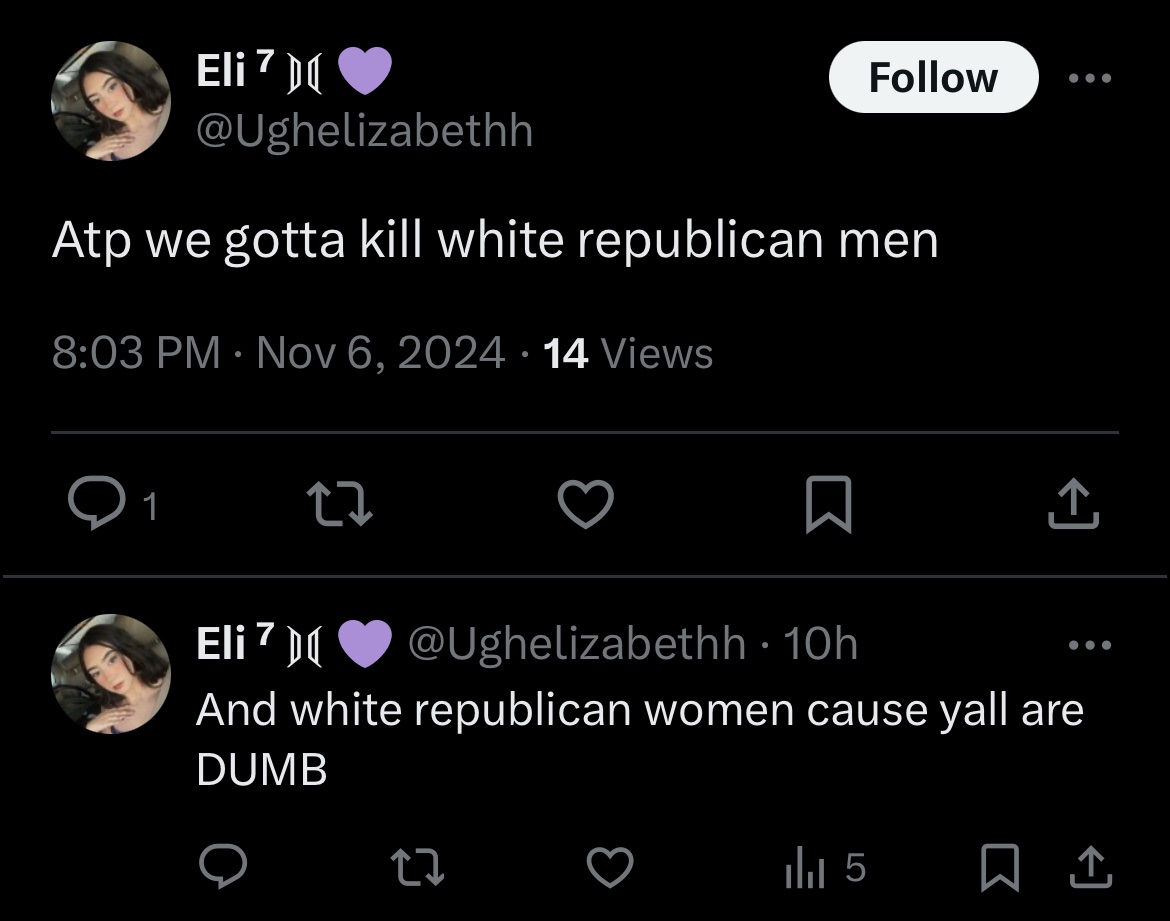 Eli ⁷ ⟭⟬ 💜
Follow
@Ughelizabethh
Atp we gotta kill white republican men
8:03 PM · Nov 6, 2024 · 14 Views
1
Eli ⁷ ⟭⟬ 💜 @Ughelizabethh · 10h
And white republican women cause yall are
DUMB
5